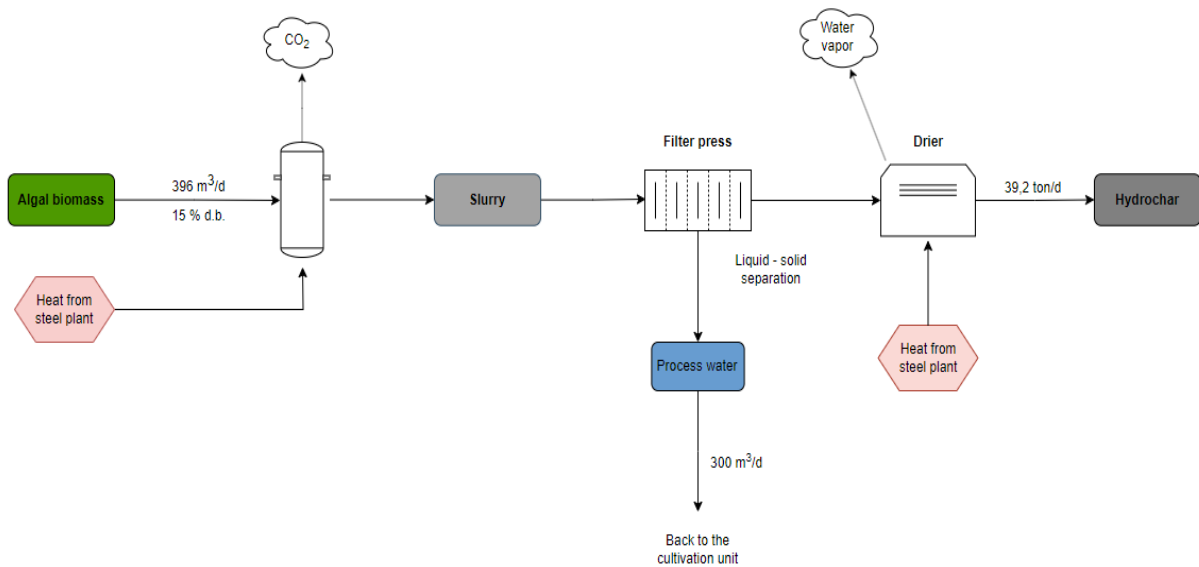 CO2
Water
vapor
Filter press
Drier
Algal biomass
396 m3/d
15 % d.b.
Slurry
39,2 ton/d
Hydrochar
Liquid - solid
separation
Heat from
steel plant
Process water
Heat from
steel plant
300 m3/d
Back to the
cultivation unit